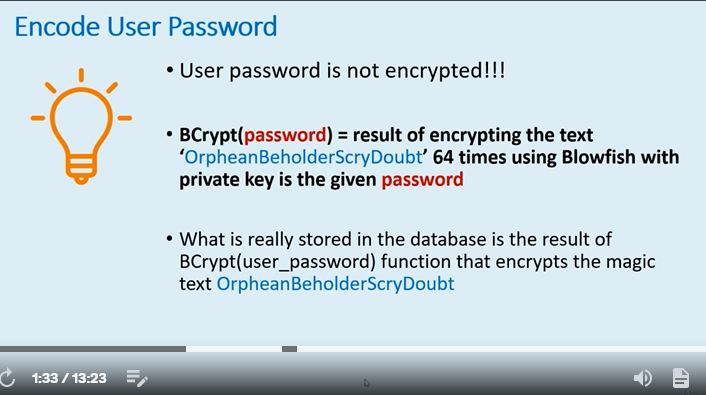 Encode User Password
• User password is not encrypted!!!
• BCrypt(password) = result of encrypting the text
‘OrpheanBeholderScryDoubt’ 64 times using Blowfish with
private key is the given password
• What is really stored in the database is the result of
BCrypt(user_password) function that encrypts the magic
text OrpheanBeholderScryDoubt
1:33 / 13:23